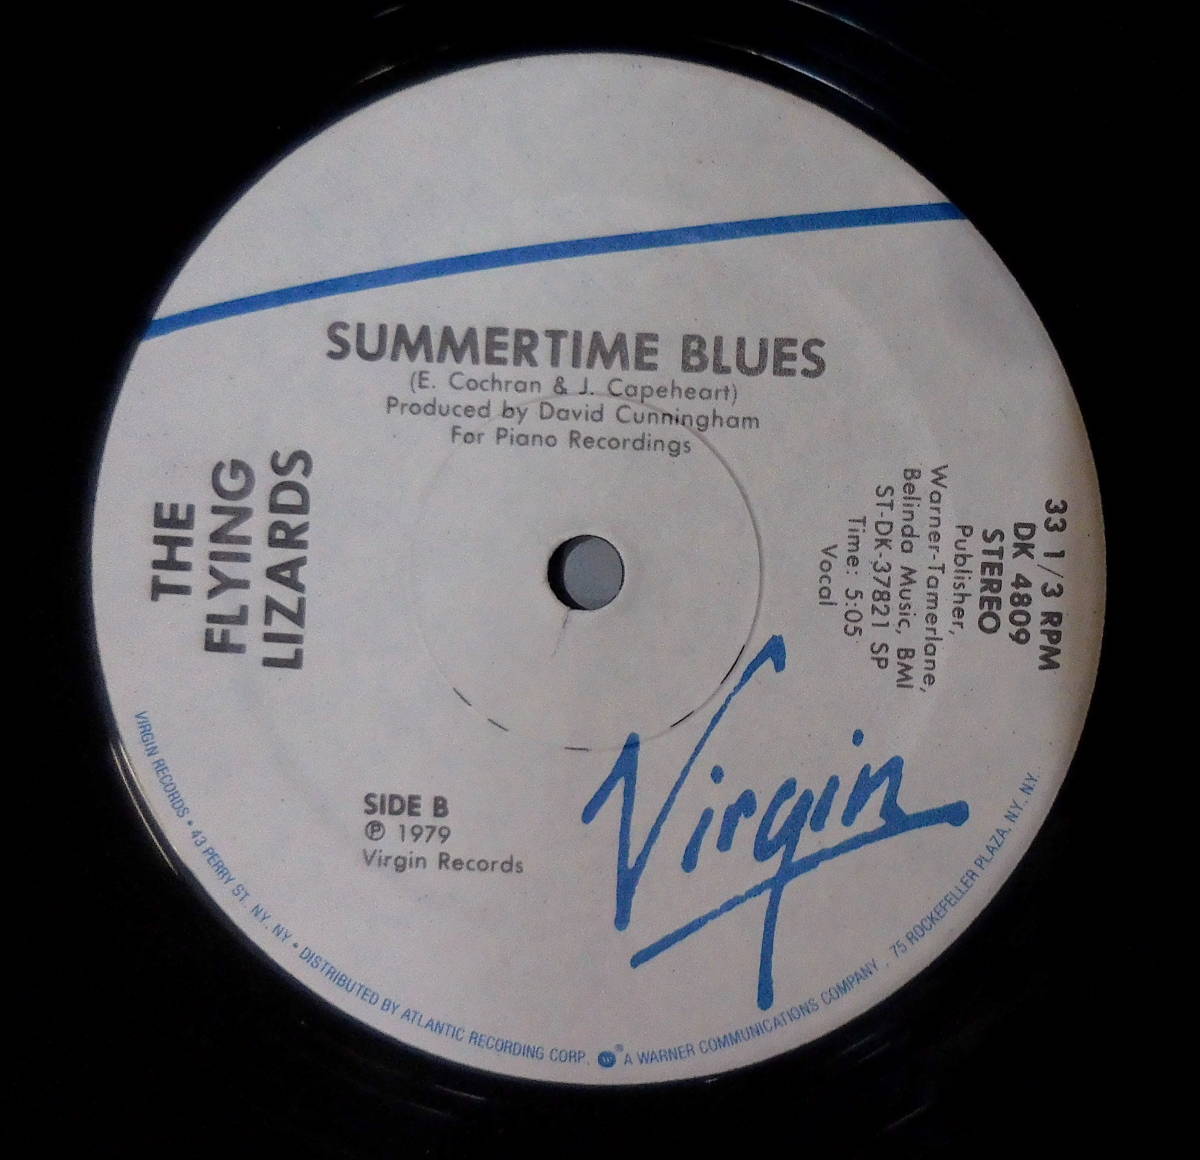 SUMMERTIME BLUES
(E. Cochran & J. Capeheart)
Produced by David Cunningham
For Piano Recordings
THE
FLYING
LIZARDS
33 1/3 RPM
DK 4809
STEREO
Publisher,
Warner-Tamerlane,
Belinda Music, BMI
ST-DK-37821 SP
Time: 5:05
Vocal
SIDE B
℗ 1979
Virgin Records
Virgin
VIRGIN RECORDS • 43 PERRY ST. NY. NY • DISTRIBUTED BY ATLANTIC RECORDING CORP. ® A WARNER COMMUNICATIONS COMPANY . 75 ROCKEFELLER PLAZA. NY.. NY.